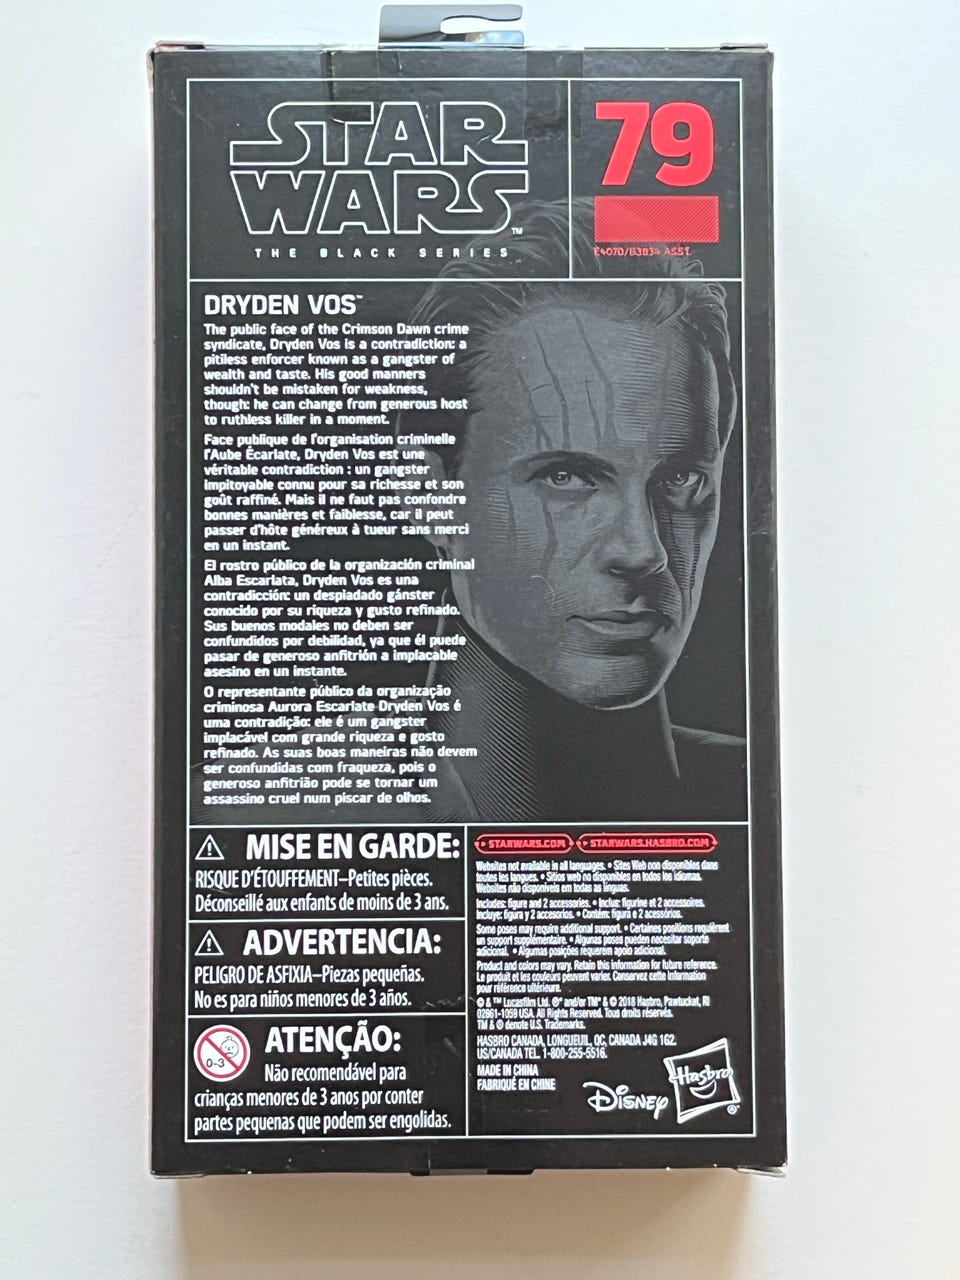 STAR
WARS™
THE BLACK SERIES
79
E4070/B3834 ASST.
DRYDEN VOS™
The public face of the Crimson Dawn crime
syndicate, Dryden Vos is a contradiction: a
pitiless enforcer known as a gangster of
wealth and taste. His good manners
shouldn't be mistaken for weakness,
though: he can change from generous host
to ruthless killer in a moment.
Face publique de l'organisation criminelle
l'Aube Écarlate, Dryden Vos est une
véritable contradiction : un gangster
impitoyable connu pour sa richesse et son
goût raffiné. Mais il ne faut pas confondre
bonnes manières et faiblesse, car il peut
passer d'hôte généreux à tueur sans merci
en un instant.
El rostro público de la organización criminal
Alba Escarlata, Dryden Vos es una
contradicción: un despiadado gánster
conocido por su riqueza y gusto refinado.
Sus buenos modales no deben ser
confundidos por debilidad, ya que él puede
pasar de generoso anfitrión a implacable
asesino en un instante.
O representante público da organização
criminosa Aurora Escarlate Dryden Vos é
uma contradição: ele é um gangster
implacável com grande riqueza e gosto
refinado. As suas boas maneiras não devem
ser confundidas com fraqueza, pois o
generoso anfitrião pode se tornar um
assassino cruel num piscar de olhos.
MISE EN GARDE:
RISQUE D'ÉTOUFFEMENT–Petites pièces.
Déconseillé aux enfants de moins de 3 ans.
ADVERTENCIA:
PELIGRO DE ASFIXIA–Piezas pequeñas.
No es para niños menores de 3 años.
0-3
ATENÇÃO:
Não recomendável para
crianças menores de 3 anos por conter
partes pequenas que podem ser engolidas.
STARWARS.COM STARWARS.HASBRO.COM
Websites not available in all languages. • Sites Web non disponibles dans
toutes les langues. • Sitios web no disponibles en todos los idiomas.
Websites não disponíveis em todas as línguas.
Includes: figure and 2 accessories. • Inclus: figurine et 2 accessoires.
Incluye: figura y 2 accesorios. • Contém: figura e 2 acessórios.
Some poses may require additional support. • Certaines positions requièrent
un support supplémentaire. • Algunas poses pueden necesitar soporte
adicional. • Algumas posições requerem apoio adicional.
Product and colors may vary. Retain this information for future reference.
Le produit et les couleurs peuvent varier. Conservez cette information
pour référence ultérieure.
© & ™ Lucasfilm Ltd. ®* and/or TM* & © 2018 Hasbro, Pawtucket, RI
02861-1059 USA. All Rights Reserved. Tous droits réservés.
TM & ® denote U.S. Trademarks.
HASBRO CANADA, LONGUEUIL, QC, CANADA J4G 1G2.
US/CANADA TEL. 1-800-255-5516.
MADE IN CHINA
FABRIQUÉ EN CHINE
Disney
Hasbro®